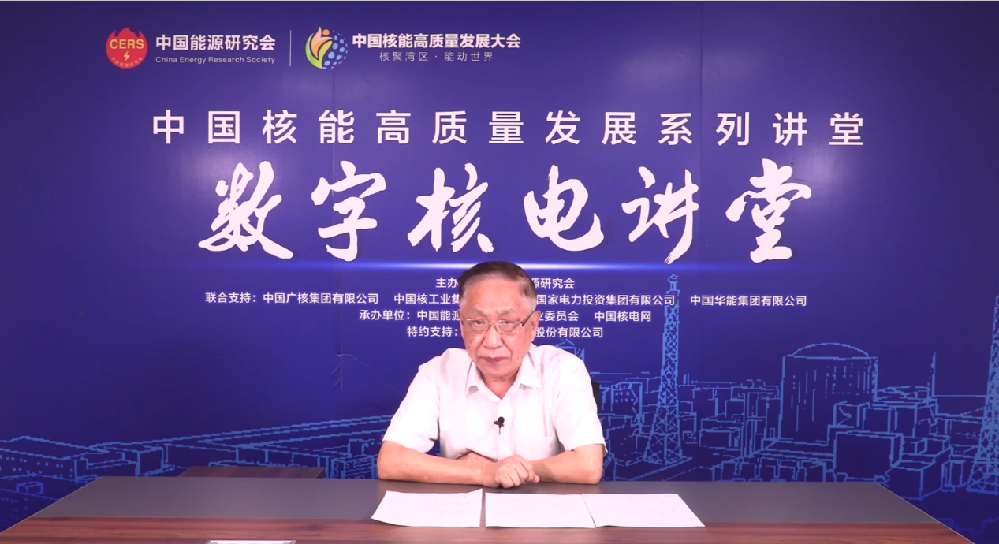 CERS 中国能源研究会 中国核能高质量发展大会
China Energy Research Society 核聚湾区·能动世界
中国核能高质量发展系列讲堂
数字核电讲堂
主办 源研究会
联合支持：中国广核集团有限公司 中国核工业集 国家电力投资集团有限公司 中国华能集团有限公司
承办单位：中国能源 业委员会 中国核电网
特约支持： 股份有限公司